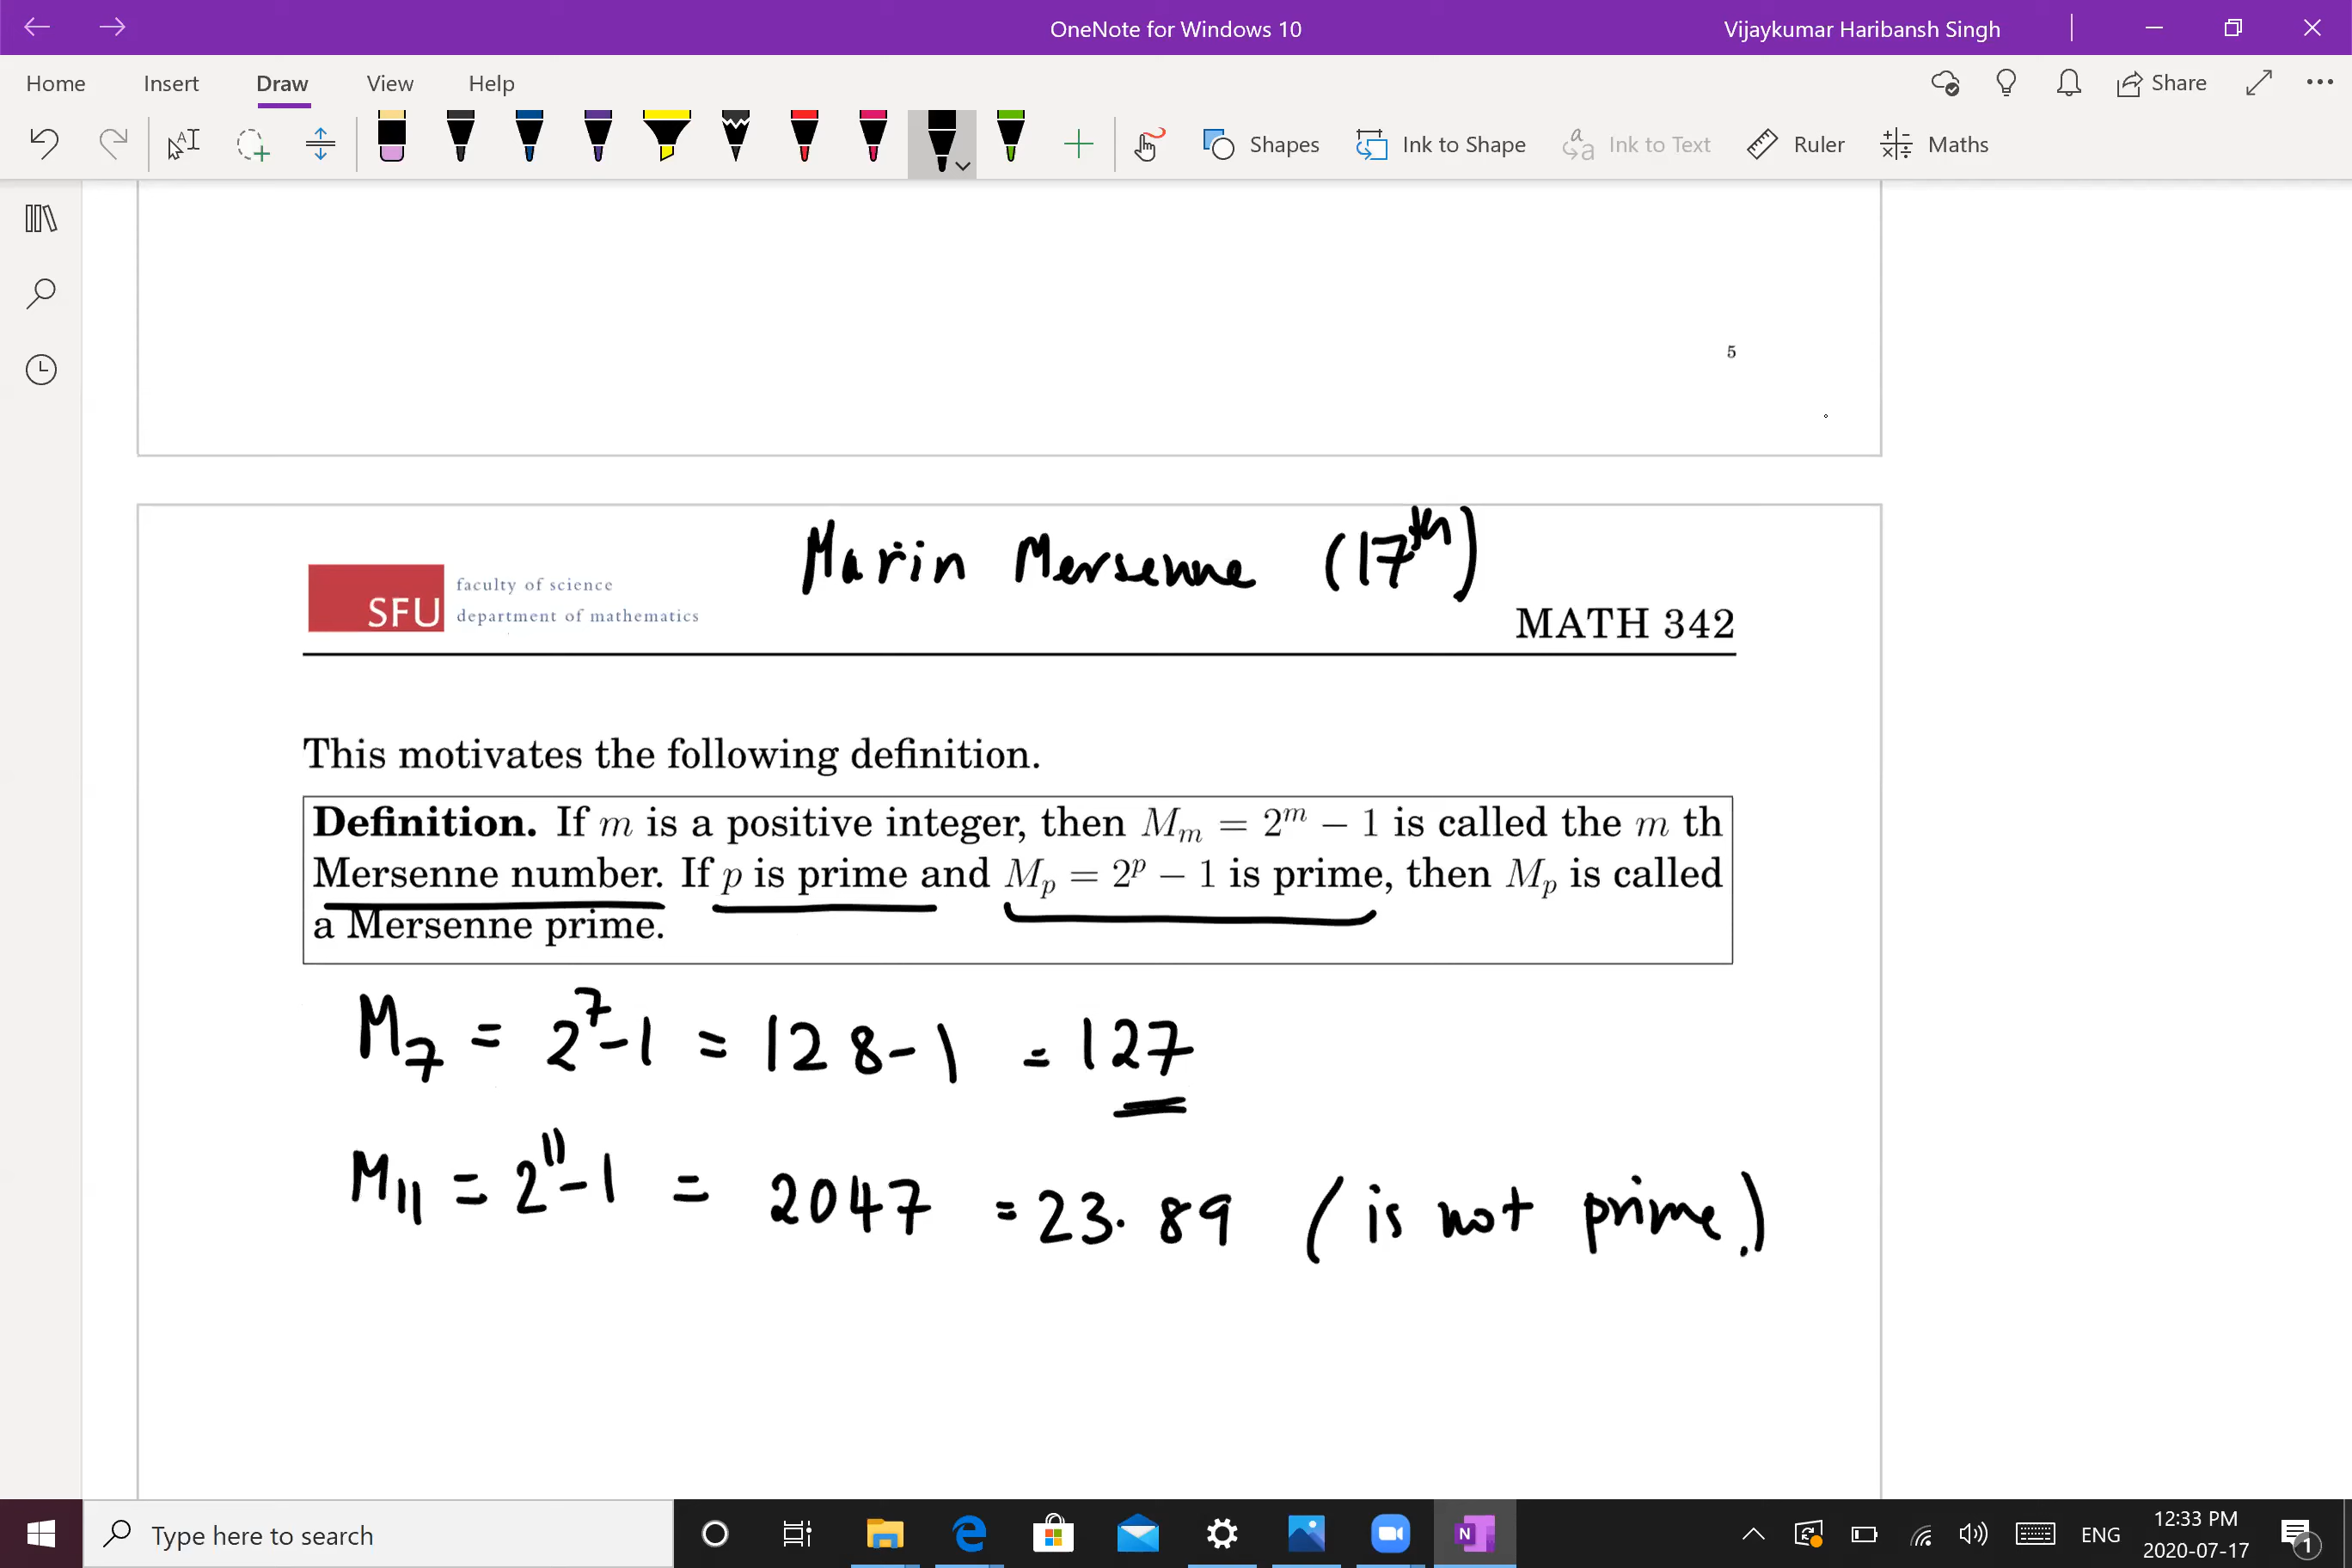 OneNote for Windows 10 Vijaykumar Haribansh Singh
Home Insert Draw View Help Share
Shapes Ink to Shape Ink to Text Ruler Maths
5
Marin Mersenne (17th)
SFU faculty of science
department of mathematics
MATH 342
This motivates the following definition.
Definition. If m is a positive integer, then Mₘ = 2ᵐ − 1 is called the m th
Mersenne number. If p is prime and Mₚ = 2ᵖ − 1 is prime, then Mₚ is called
a Mersenne prime.
M₇ = 2⁷-1 = 128-1 = 127
M₁₁ = 2¹¹-1 = 2047 = 23. 89 (is not prime.)
Type here to search ENG 12:33 PM
2020-07-17
1